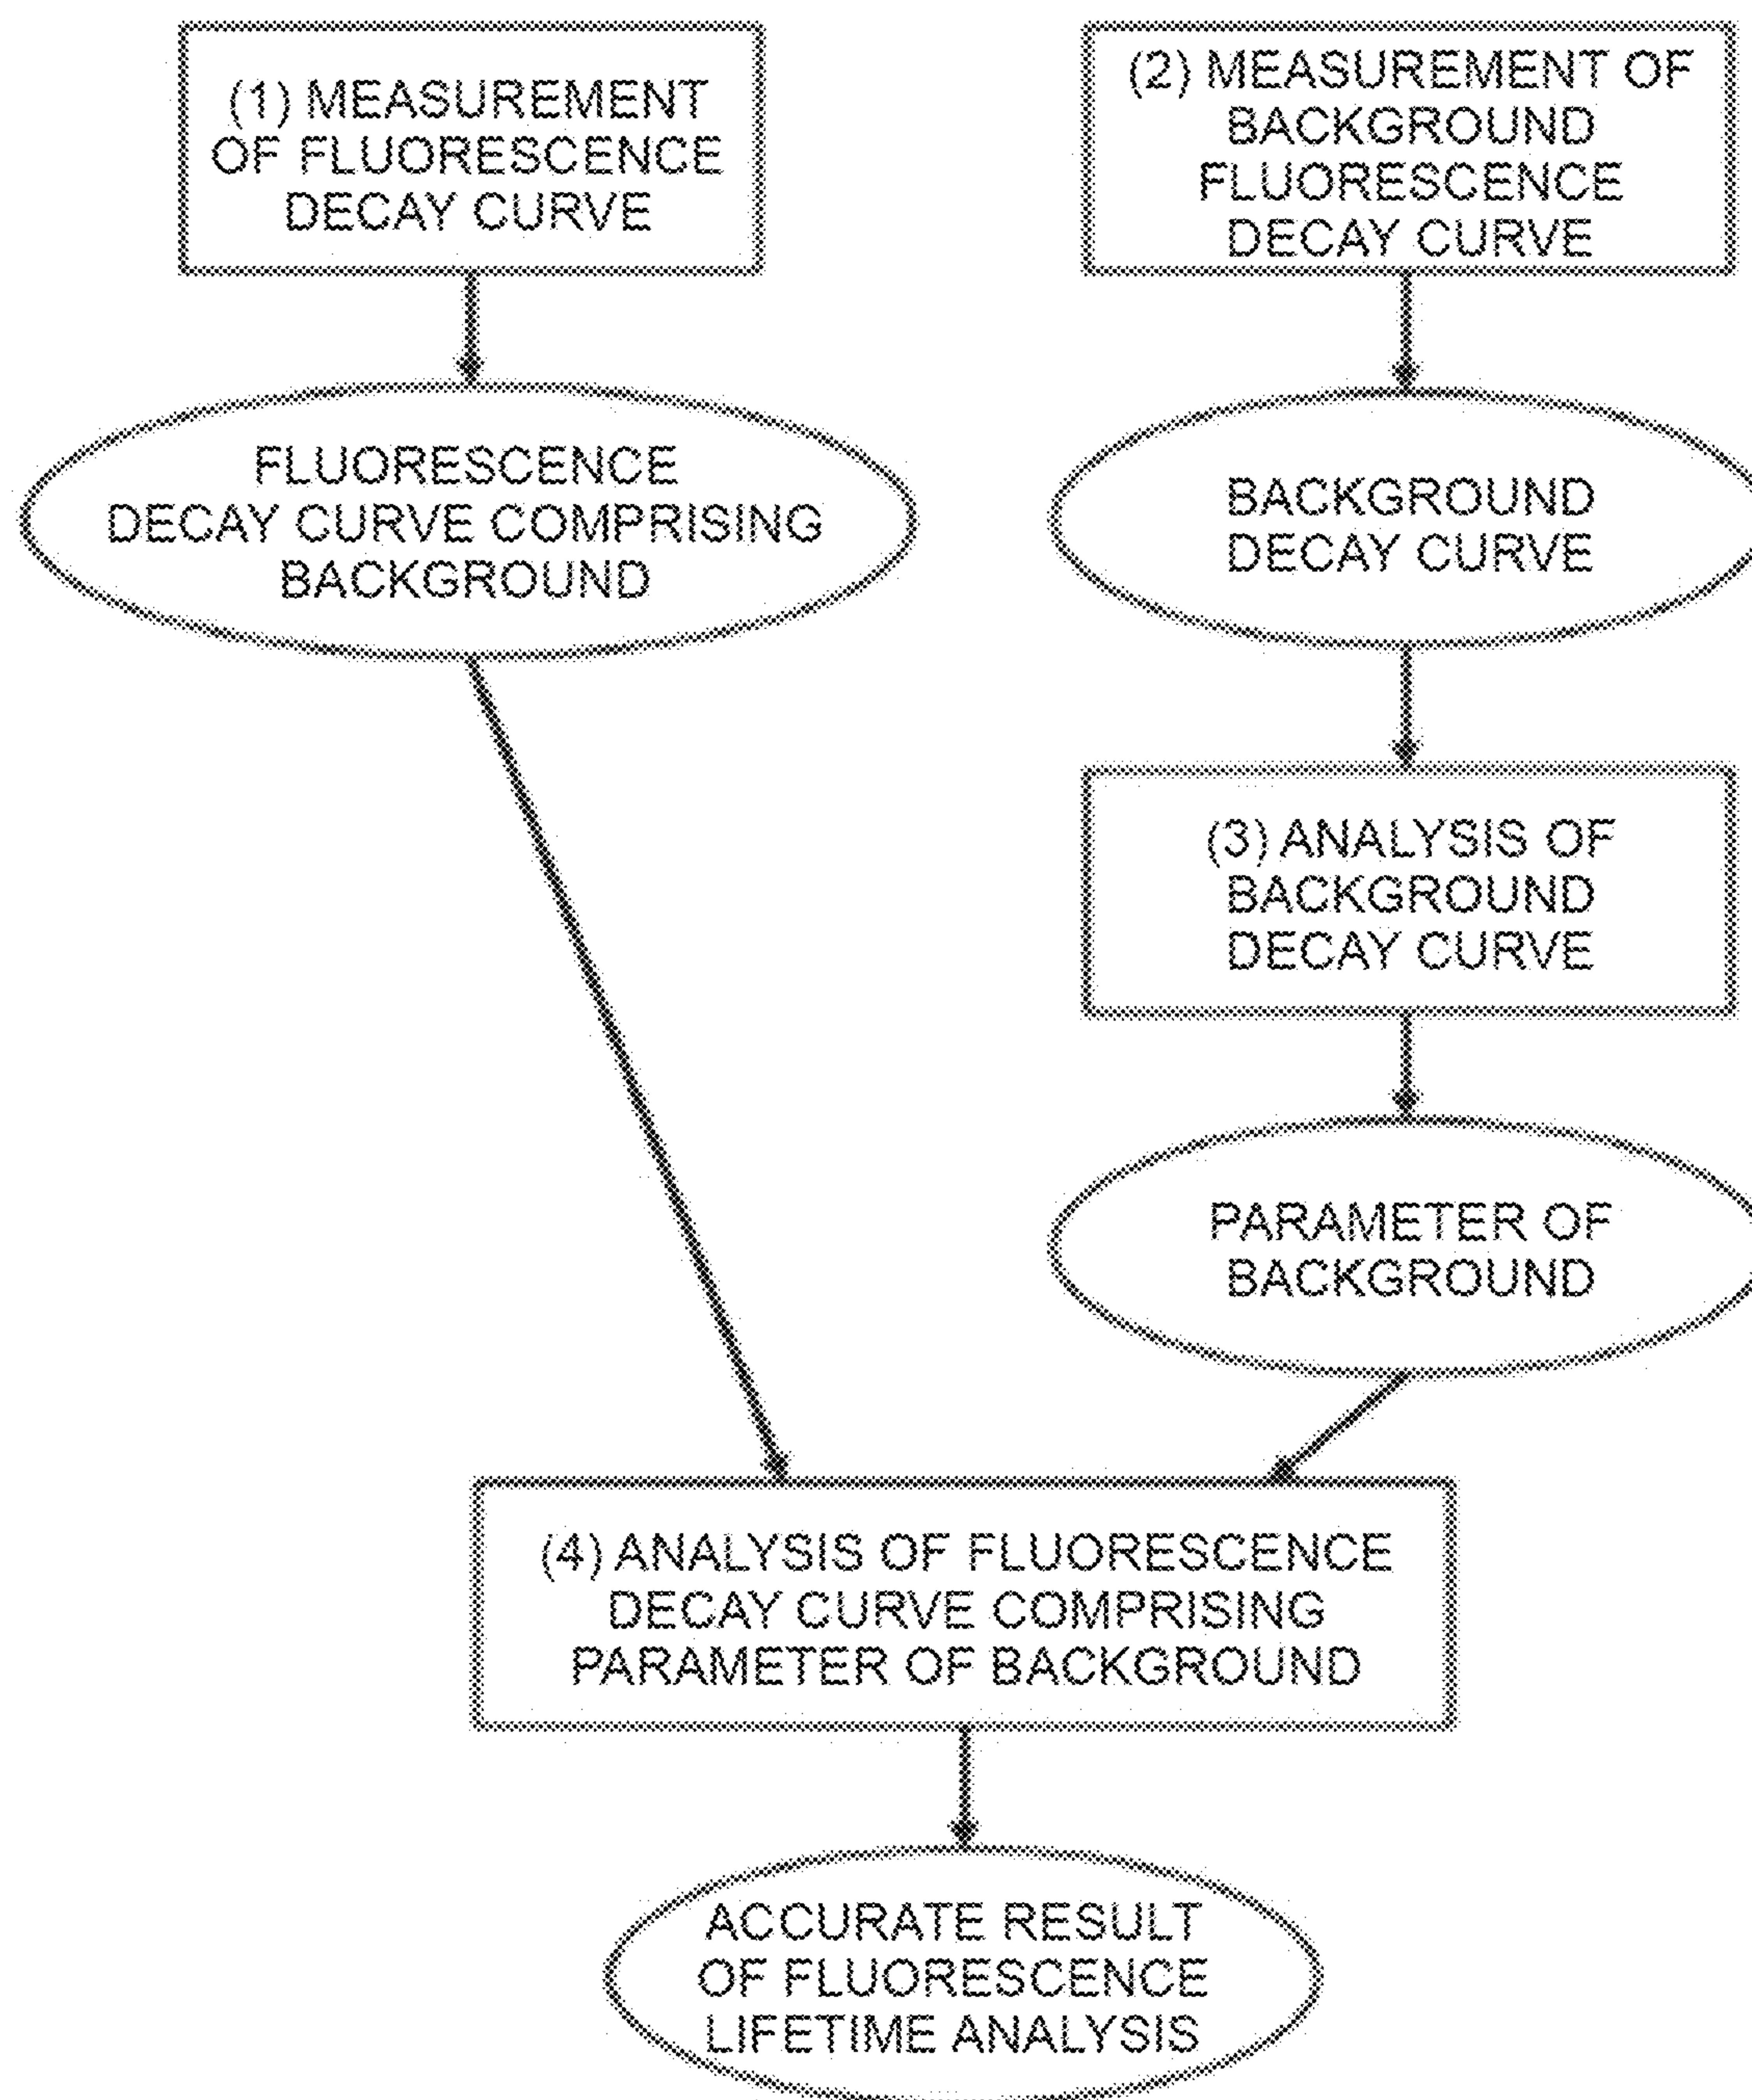 (1) MEASUREMENT
OF FLUORESCENCE
DECAY CURVE
(2) MEASUREMENT OF
BACKGROUND
FLUORESCENCE
DECAY CURVE
FLUORESCENCE
DECAY CURVE COMPRISING
BACKGROUND
BACKGROUND
DECAY CURVE
(3) ANALYSIS OF
BACKGROUND
DECAY CURVE
PARAMETER OF
BACKGROUND
(4) ANALYSIS OF FLUORESCENCE
DECAY CURVE COMPRISING
PARAMETER OF BACKGROUND
ACCURATE RESULT
OF FLUORESCENCE
LIFETIME ANALYSIS